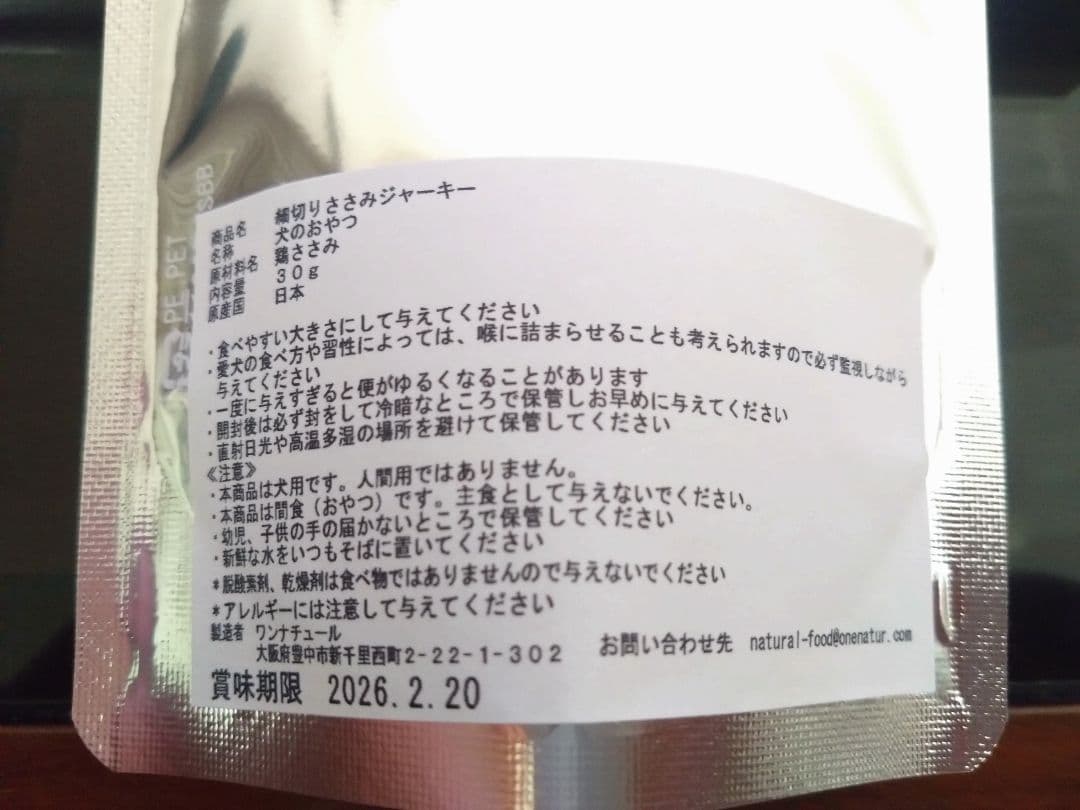 商品名 細切りささみジャーキー
名称 犬のおやつ
原材料名 鶏ささみ
内容量 30g
原産国 日本
・食べやすい大きさにして与えてください
・愛犬の食べ方や習性によっては、喉に詰まらせることも考えられますので必ず監視しながら
与えてください
・一度に与えすぎると便がゆるくなることがあります
・開封後は必ず封をして冷暗なところで保管しお早めに与えてください
・直射日光や高温多湿の場所を避けて保管してください
《注意》
・本商品は犬用です。人間用ではありません。
・本商品は間食(おやつ)です。主食として与えないでください。
・幼児、子供の手の届かないところで保管してください
・新鮮な水をいつもそばに置いてください
*脱酸素剤、乾燥剤は食べ物ではありませんので与えないでください
*アレルギーには注意して与えてください
製造者 ワンナチュール
大阪府豊中市新千里西町2-22-1-302 お問い合わせ先 natural-food@onenatur.com
賞味期限 2026.2.20
PE PET